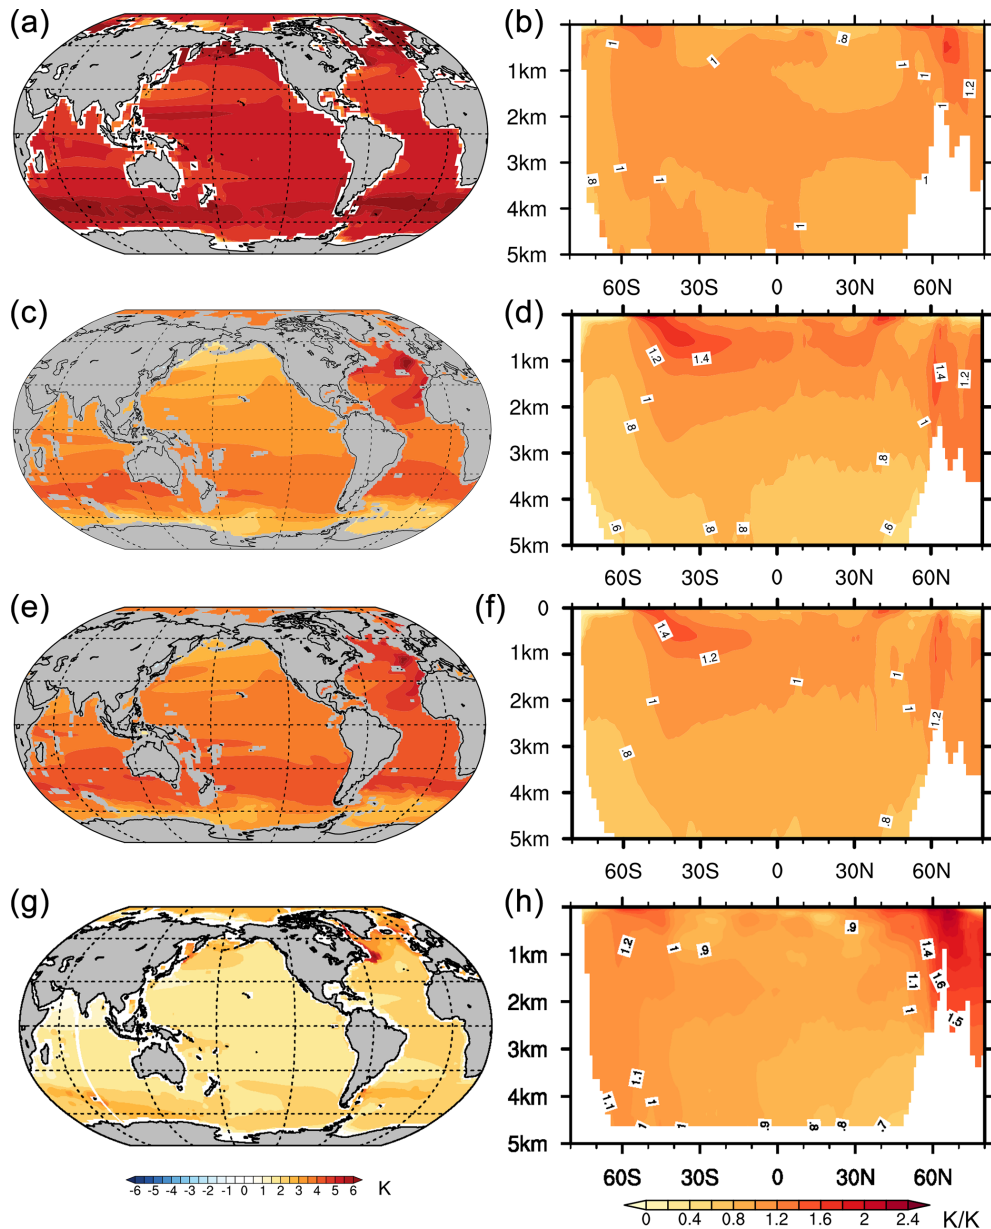 (a)
(b)
1 .8 1
1km 1 1.2
2km 1
3km
.8 1 1 1
4km
1
5km
60S 30S 0 30N 60N
(c)
(d)
1.2 1.4
1km
1.4 1.2
2km 1
.8 1
3km .8
4km
.6 .8 .8 .6
5km
60S 30S 0 30N 60N
(e)
(f)
0
1.4
1km 1.2
1 1
2km 1 1
1.2
3km .8
4km
.8
5km
60S 30S 0 30N 60N
(g)
(h)
1.2 1 .9 .9 1.4
1km
1.1 1.6
2km 1 1.5
3km
1.1
1.1 1
4km
1 1 .9 .8 .8 .7
5km
60S 30S 0 30N 60N
-6 -5 -4 -3 -2 -1 0 1 2 3 4 5 6 K
0 0.4 0.8 1.2 1.6 2 2.4 K/K